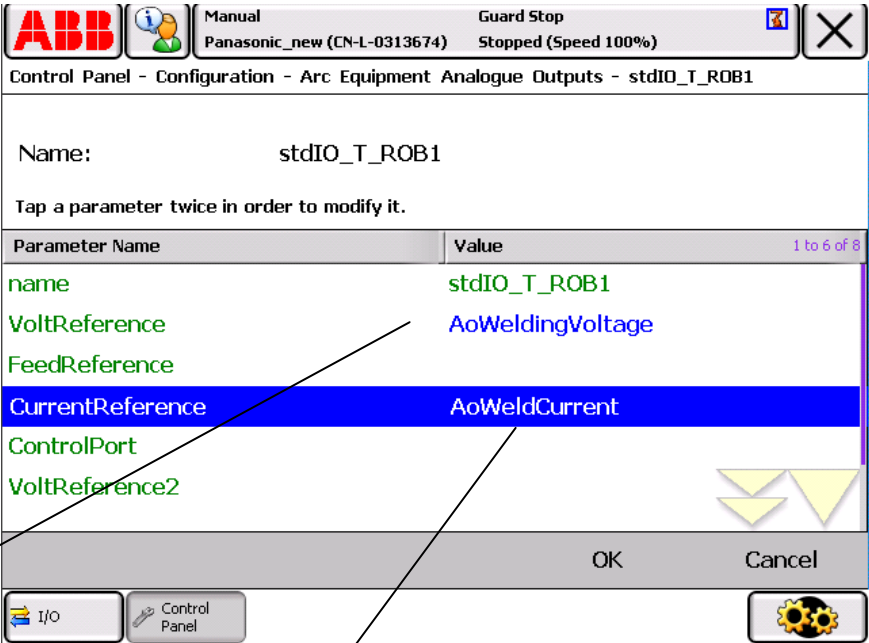 ABB
Manual
Guard Stop
Panasonic_new (CN-L-0313674)
Stopped (Speed 100%)
Control Panel - Configuration - Arc Equipment Analogue Outputs - stdIO_T_ROB1
Name: stdIO_T_ROB1
Tap a parameter twice in order to modify it.
Parameter Name Value 1 to 6 of 8
name stdIO_T_ROB1
VoltReference AoWeldingVoltage
FeedReference
CurrentReference AoWeldCurrent
ControlPort
VoltReference2
OK Cancel
I/O
Control
Panel